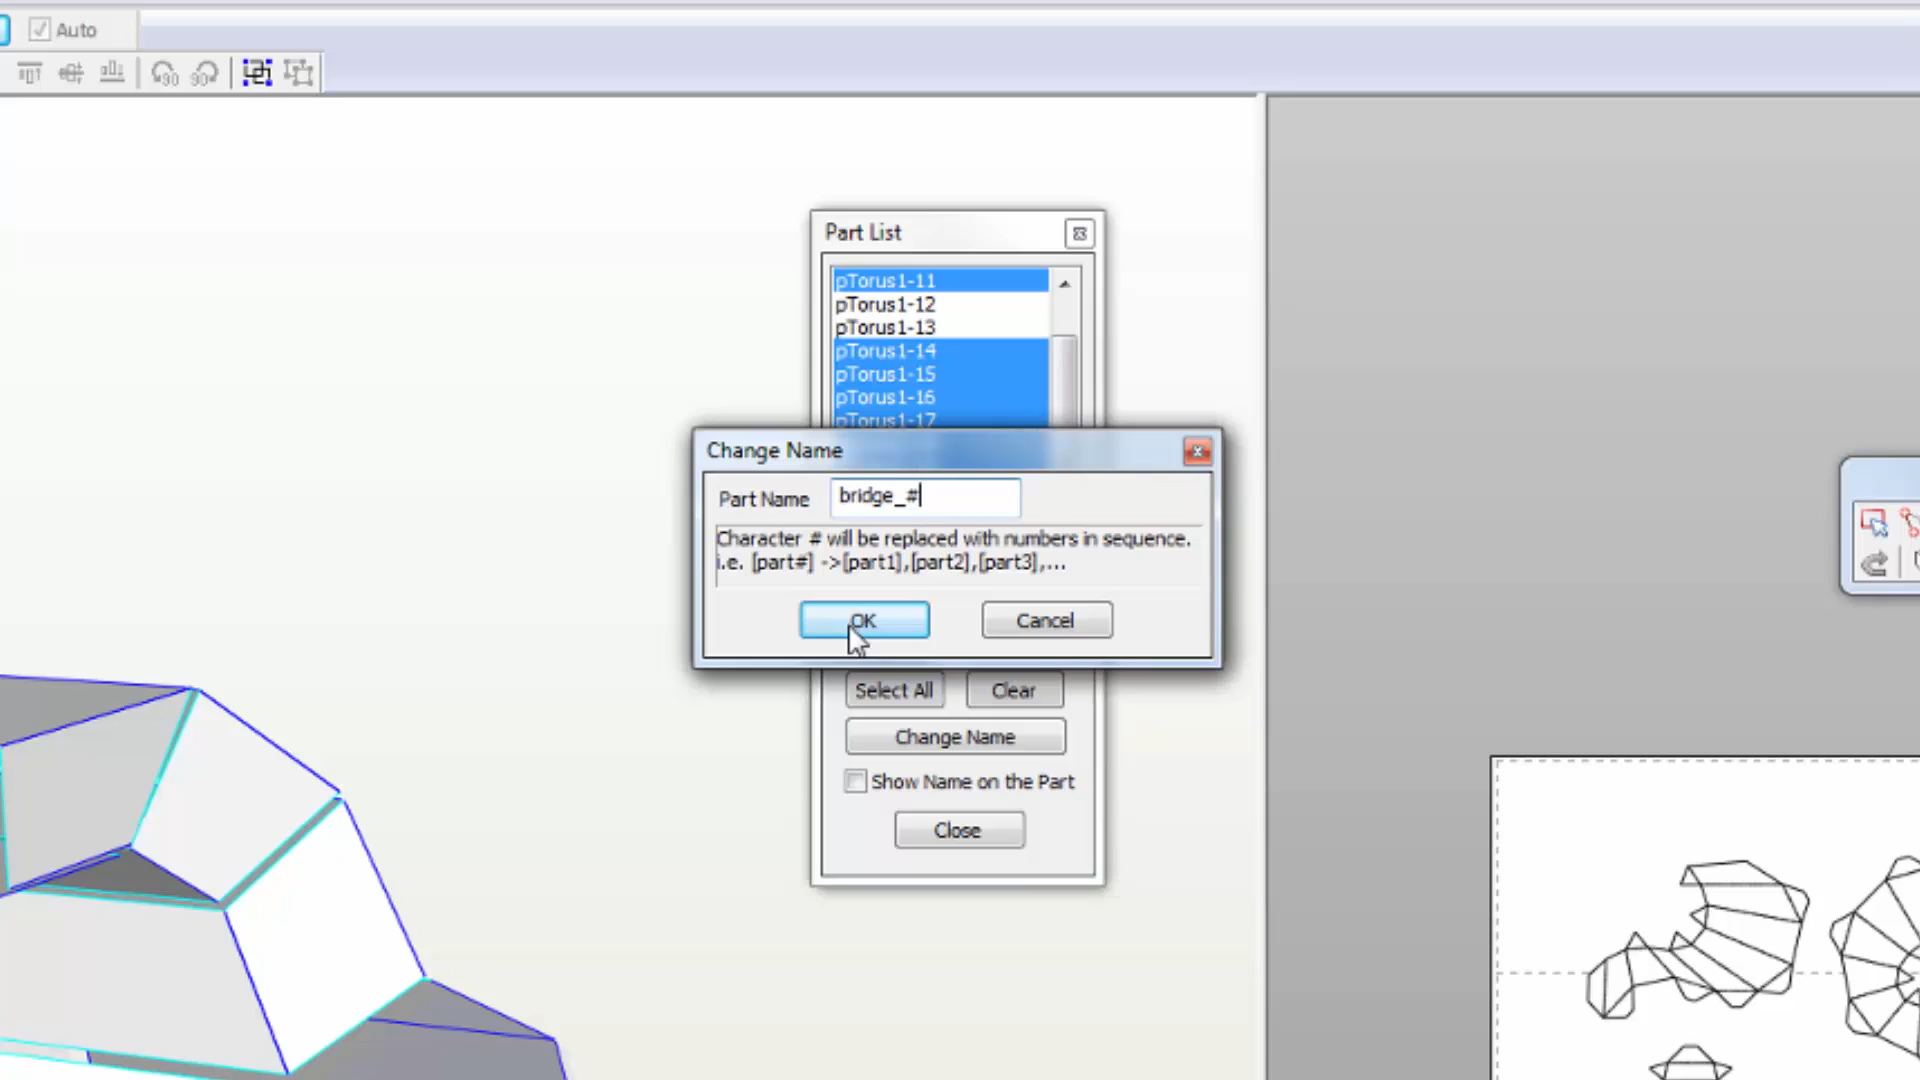 Auto
Part List
pTorus1-11
pTorus1-12
pTorus1-13
pTorus1-14
pTorus1-15
pTorus1-16
pTorus1-17
Change Name
Part Name bridge_#
Character # will be replaced with numbers in sequence.
i.e. [part#] ->[part1],[part2],[part3],...
OK Cancel
Select All Clear
Change Name
Show Name on the Part
Close